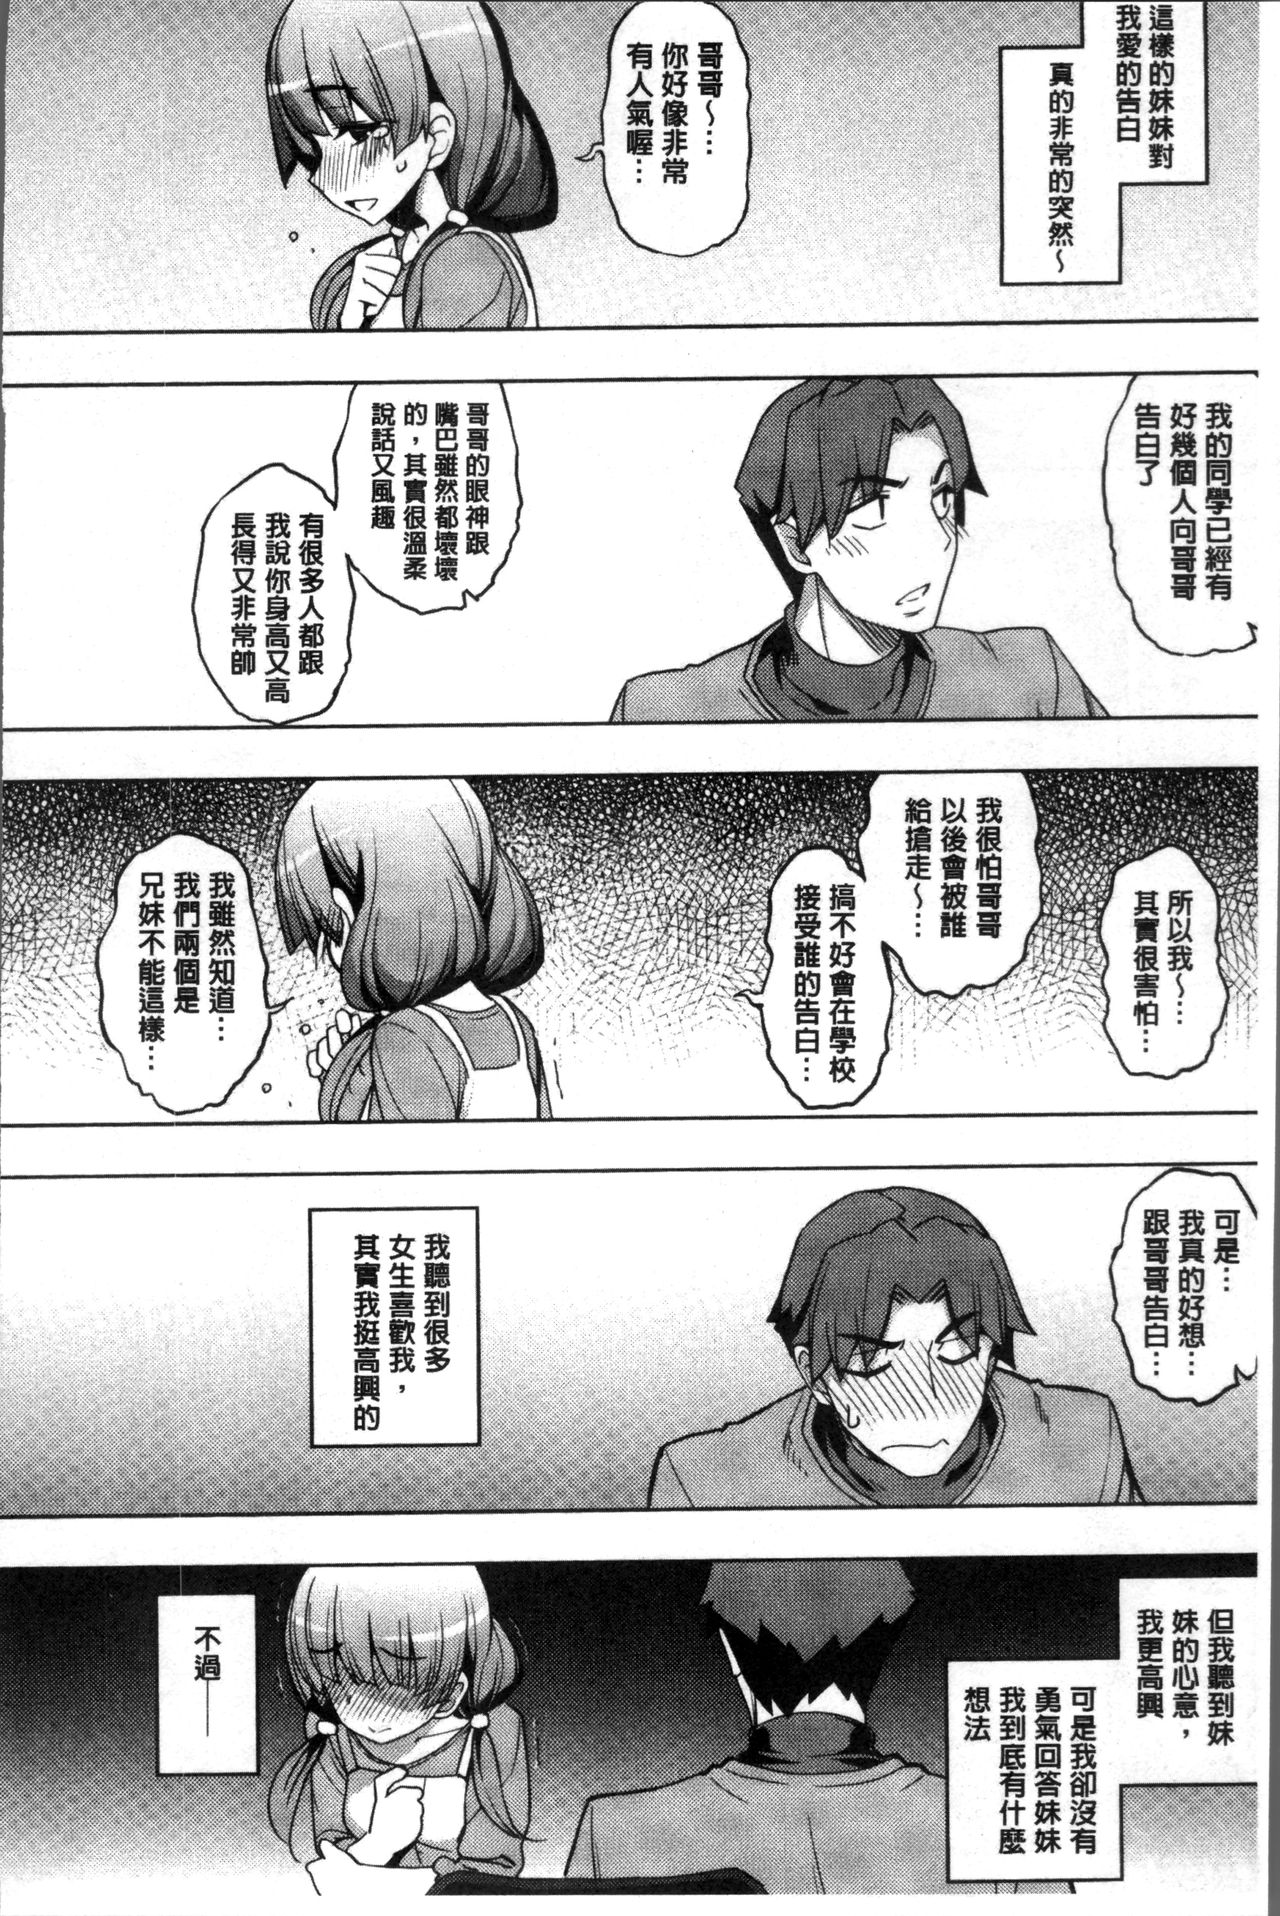 這樣的妹妹對
我愛的告白
真的非常的突然～
哥哥～…
你好像非常
有人氣喔…
我的同學已經有
好幾個人向哥哥
告白了
哥哥的眼神跟
嘴巴雖然都壞壞
的，其實很溫柔
說話又風趣
有很多人都跟
我說你身高又高
長得又非常帥
所以我～…
其實很害怕…
我很怕哥哥
以後會被誰
給搶走～…
搞不好會在學校
接受誰的告白…
我雖然知道…
我們兩個是
兄妹不能這樣…
可是…
我真的好想…
跟哥哥告白…
我聽到很多
女生喜歡我，
其實我挺高興的
但我聽到妹
妹的心意，
我更高興
可是我卻沒有
勇氣回答妹妹
我到底有什麼
想法
不過——